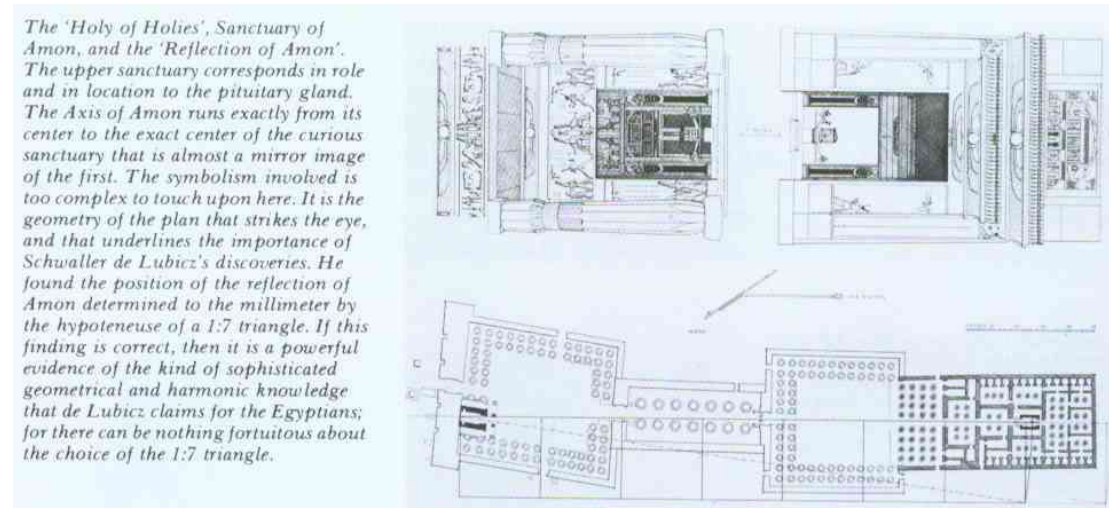 The ‘Holy of Holies’, Sanctuary of
Amon, and the ‘Reflection of Amon’.
The upper sanctuary corresponds in role
and in location to the pituitary gland.
The Axis of Amon runs exactly from its
center to the exact center of the curious
sanctuary that is almost a mirror image
of the first. The symbolism involved is
too complex to touch upon here. It is the
geometry of the plan that strikes the eye,
and that underlines the importance of
Schwaller de Lubicz’s discoveries. He
found the position of the reflection of
Amon determined to the millimeter by
the hypoteneuse of a 1:7 triangle. If this
finding is correct, then it is a powerful
evidence of the kind of sophisticated
geometrical and harmonic knowledge
that de Lubicz claims for the Egyptians;
for there can be nothing fortuitous about
the choice of the 1:7 triangle.